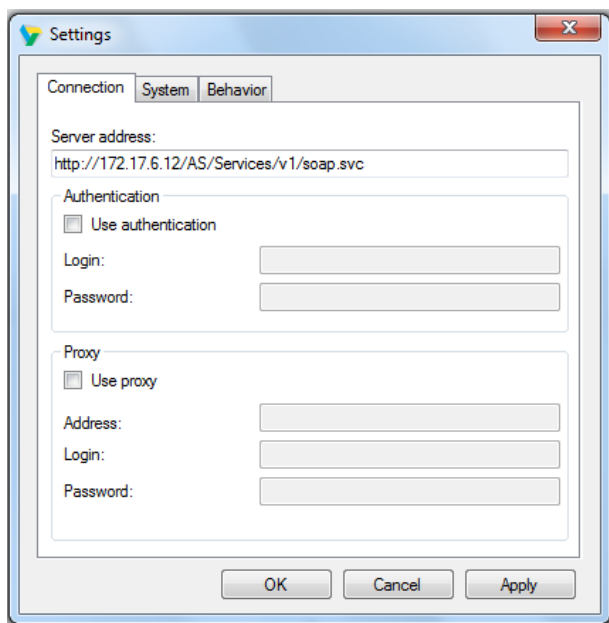 Settings
Connection System Behavior
Server address:
http://172.17.6.12/AS/Services/v1/soap.svc
Authentication
Use authentication
Login:
Password:
Proxy
Use proxy
Address:
Login:
Password:
OK Cancel Apply